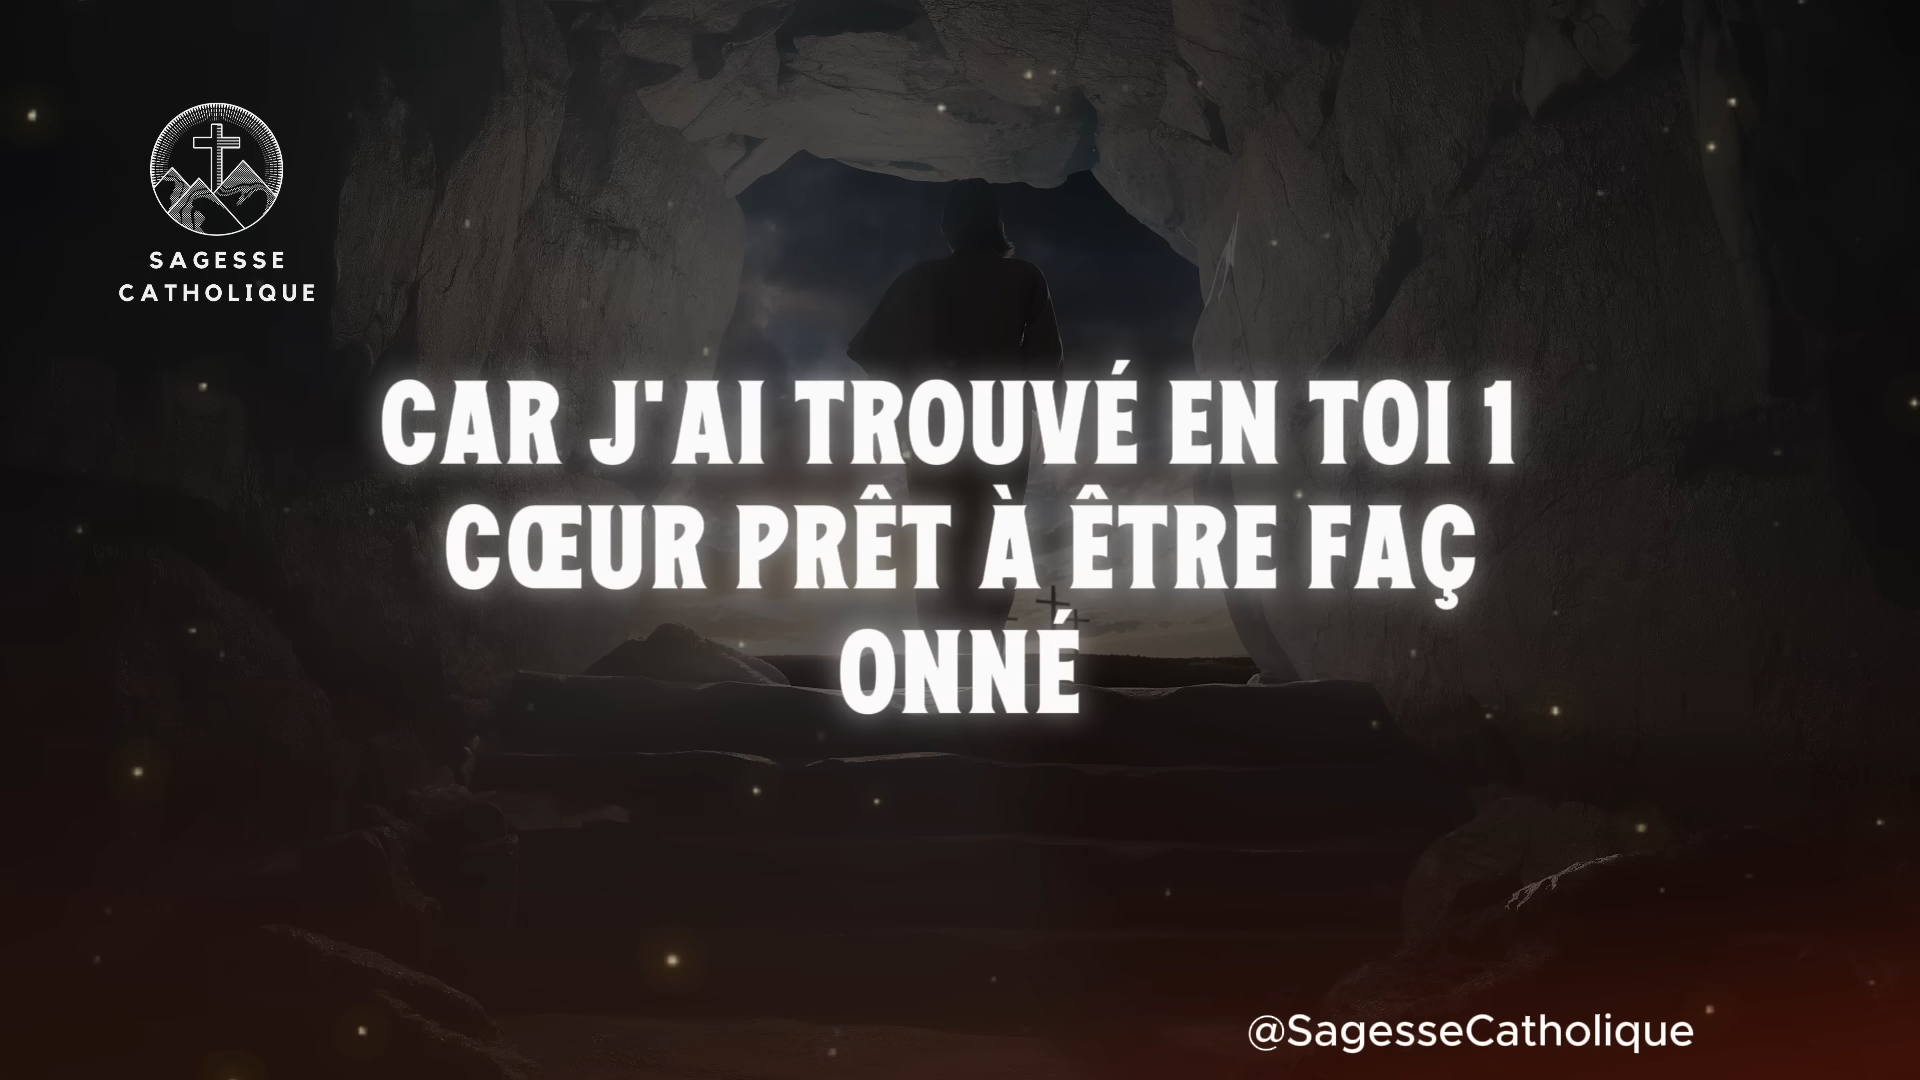 SAGESSE
CATHOLIQUE
CAR J'AI TROUVÉ EN TOI 1
CŒUR PRÊT À ÊTRE FAÇ
ONNÉ
@SagesseCatholique